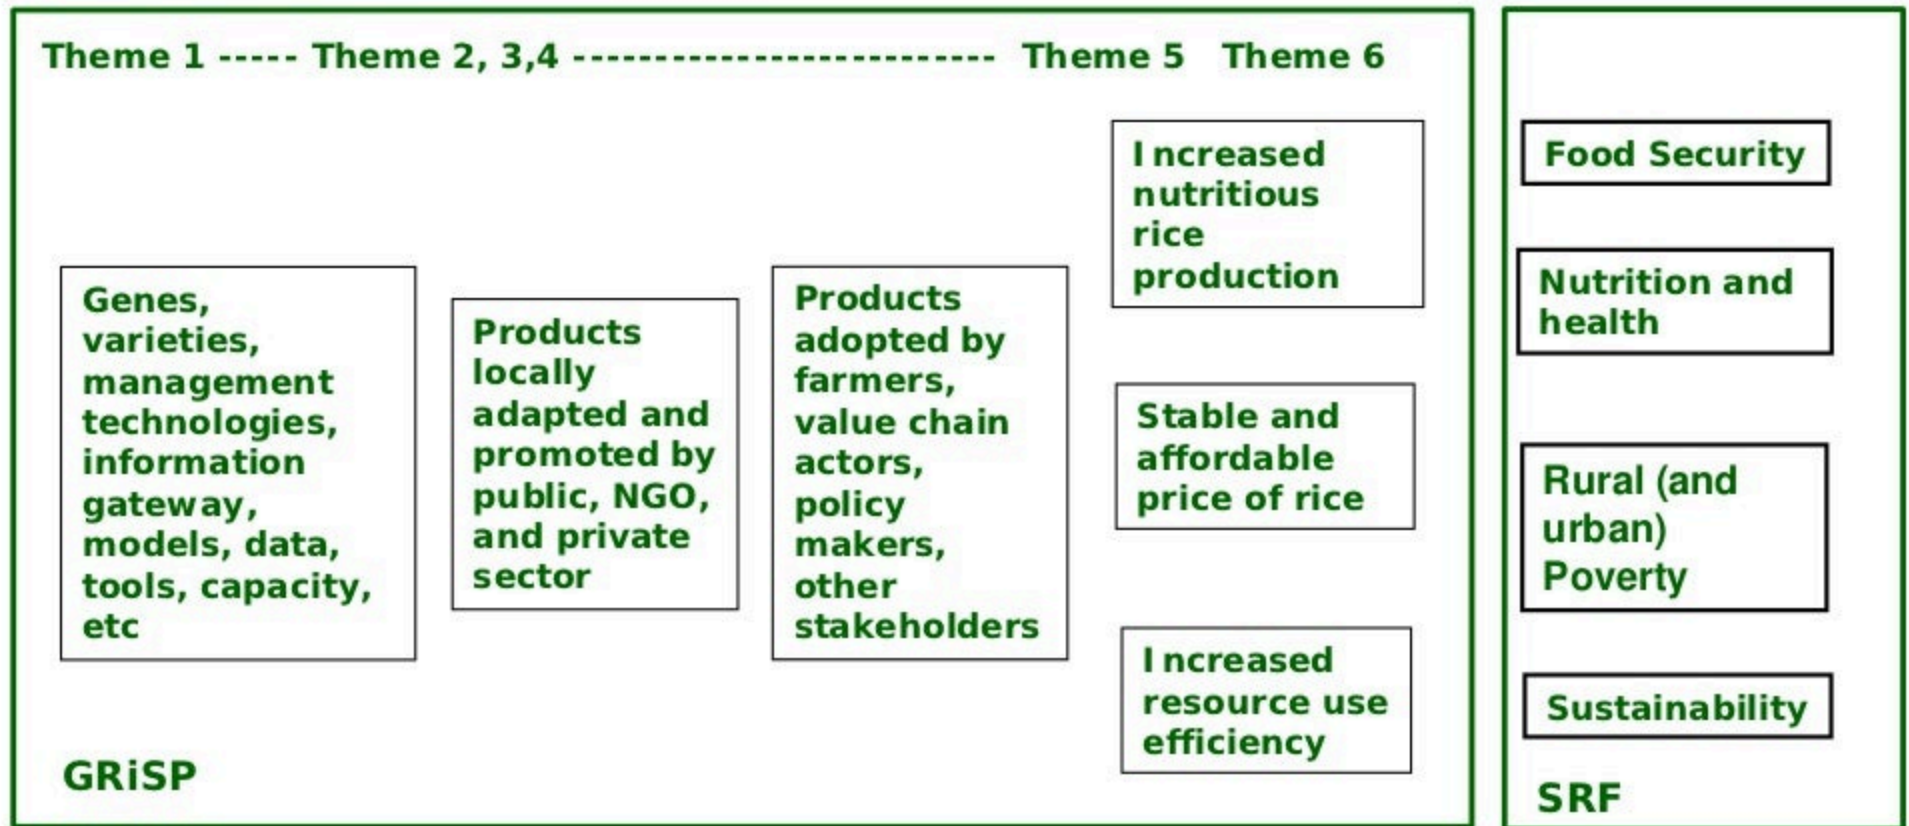 Theme 1 ----- Theme 2, 3,4 -------------------------- Theme 5 Theme 6
Genes,
varieties,
management
technologies,
information
gateway,
models, data,
tools, capacity,
etc
Products
locally
adapted and
promoted by
public, NGO,
and private
sector
Products
adopted by
farmers,
value chain
actors,
policy
makers,
other
stakeholders
Increased
nutritious
rice
production
Stable and
affordable
price of rice
Increased
resource use
efficiency
GRiSP
Food Security
Nutrition and
health
Rural (and
urban)
Poverty
Sustainability
SRF